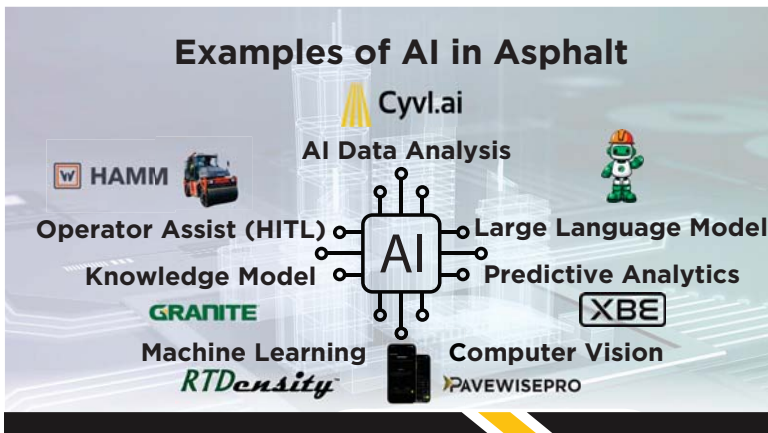 Examples of AI in Asphalt
Cyvl.ai
AI Data Analysis
W HAMM
Operator Assist (HITL)
AI
Large Language Model
Knowledge Model
Predictive Analytics
GRANITE
XBE
Machine Learning
Computer Vision
RTDensity™
PAVEWISEPRO